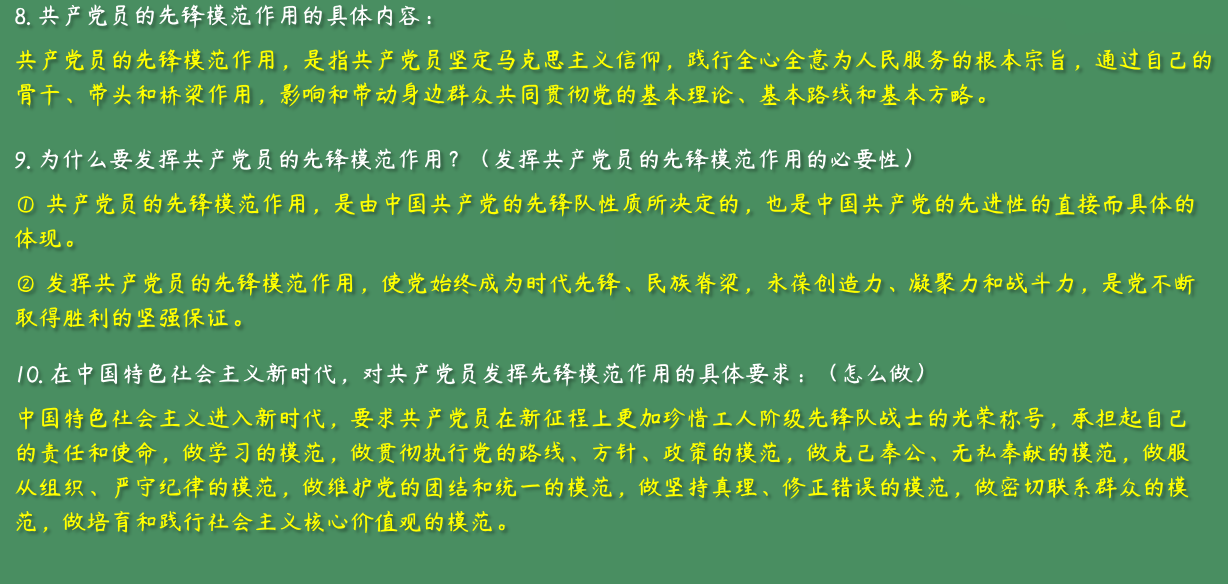 8. 共产党员的先锋模范作用的具体内容：
共产党员的先锋模范作用，是指共产党员坚定马克思主义信仰，践行全心全意为人民服务的根本宗旨，通过自己的
骨干、带头和桥梁作用，影响和带动身边群众共同贯彻党的基本理论、基本路线和基本方略。
9. 为什么要发挥共产党员的先锋模范作用？（发挥共产党员的先锋模范作用的必要性）
① 共产党员的先锋模范作用，是由中国共产党的先锋队性质所决定的，也是中国共产党的先进性的直接而具体的
体现。
② 发挥共产党员的先锋模范作用，使党始终成为时代先锋、民族脊梁，永葆创造力、凝聚力和战斗力，是党不断
取得胜利的坚强保证。
10. 在中国特色社会主义新时代，对共产党员发挥先锋模范作用的具体要求：（怎么做）
中国特色社会主义进入新时代，要求共产党员在新征程上更加珍惜工人阶级先锋队战士的光荣称号，承担起自己
的责任和使命，做学习的模范，做贯彻执行党的路线、方针、政策的模范，做克己奉公、无私奉献的模范，做服
从组织、严守纪律的模范，做维护党的团结和统一的模范，做坚持真理、修正错误的模范，做密切联系群众的模
范，做培育和践行社会主义核心价值观的模范。